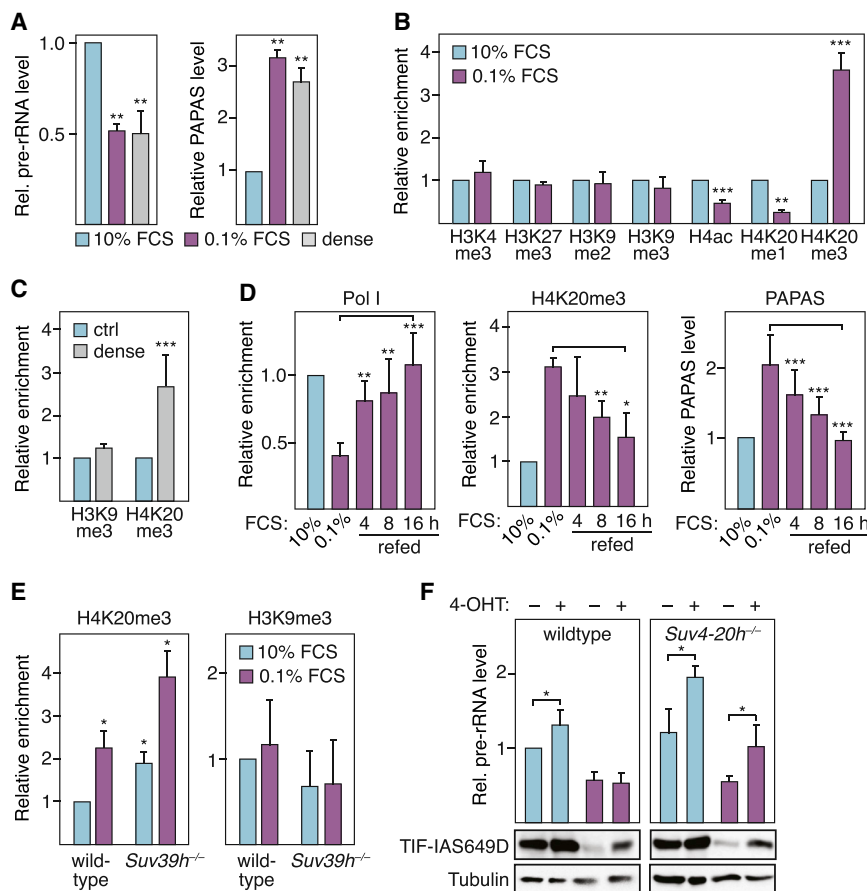 A
Rel. pre-rRNA level
1.0
0.5
**
**
Relative PAPAS level
3
2
1
**
**
10% FCS 0.1% FCS dense
B
Relative enrichment
4
3
2
1
10% FCS
0.1% FCS
***
**
***
H3K4 me3
H3K27 me3
H3K9 me2
H3K9 me3
H4ac
H4K20 me1
H4K20 me3
C
Relative enrichment
4
3
2
1
ctrl
dense
***
H3K9 me3
H4K20 me3
D
Pol I
Relative enrichment
1.0
0.5
**
**
***
FCS: 10% 0.1% 4 8 16 h
refed
H4K20me3
Relative enrichment
4
3
2
1
**
*
FCS: 10% 0.1% 4 8 16 h
refed
PAPAS
Relative PAPAS level
2
1
***
***
***
FCS: 10% 0.1% 4 8 16 h
refed
E
H4K20me3
Relative enrichment
4
3
2
1
*
*
*
wild-
type
Suv39h–/–
H3K9me3
2
1
10% FCS
0.1% FCS
wild-
type
Suv39h–/–
F
4-OHT: – + – + – + – +
wildtype
Suv4-20h–/–
Rel. pre-rRNA level
2
1
*
*
*
TIF-IAS649D
Tubulin